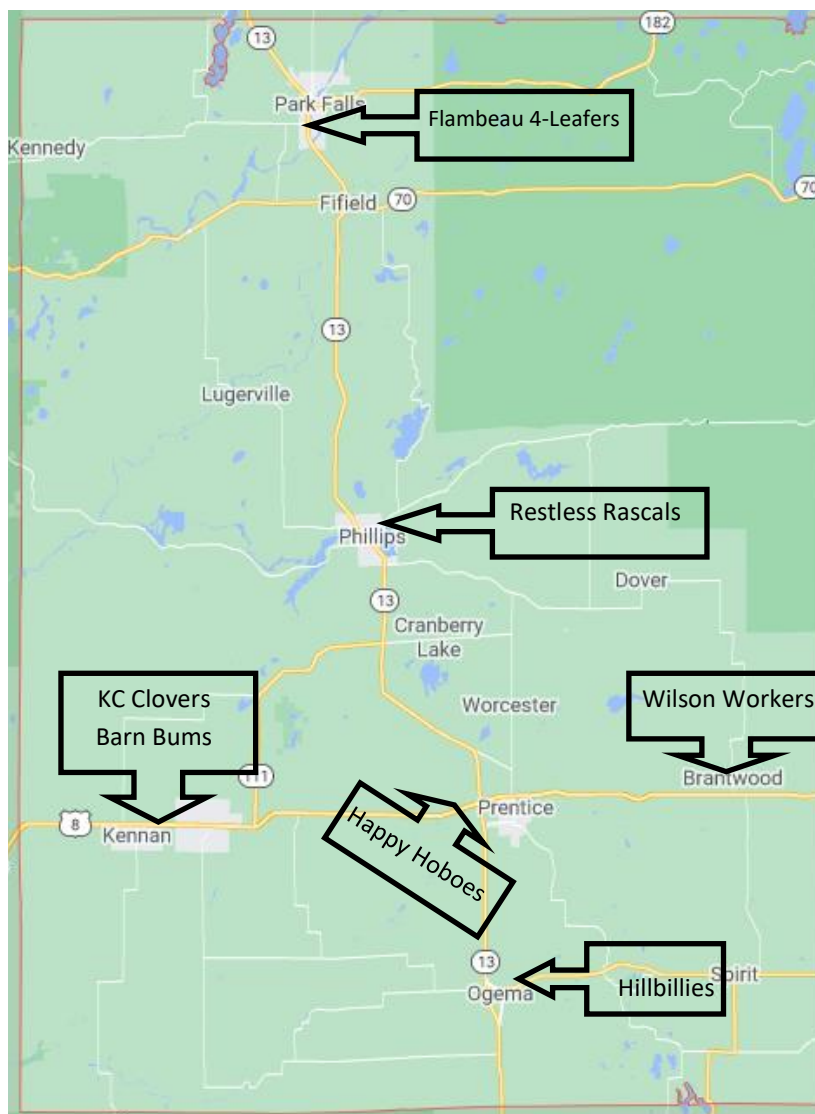 182
13
Park Falls
Flambeau 4-Leafers
Kennedy
Fifield
70
70
13
Lugerville
Restless Rascals
Phillips
Dover
13
Cranberry
Lake
KC Clovers
Barn Bums
Worcester
Wilson Workers
111
Brantwood
Prentice
8
Kennan
Happy Hoboes
13
Ogema
Hillbillies
Spirit